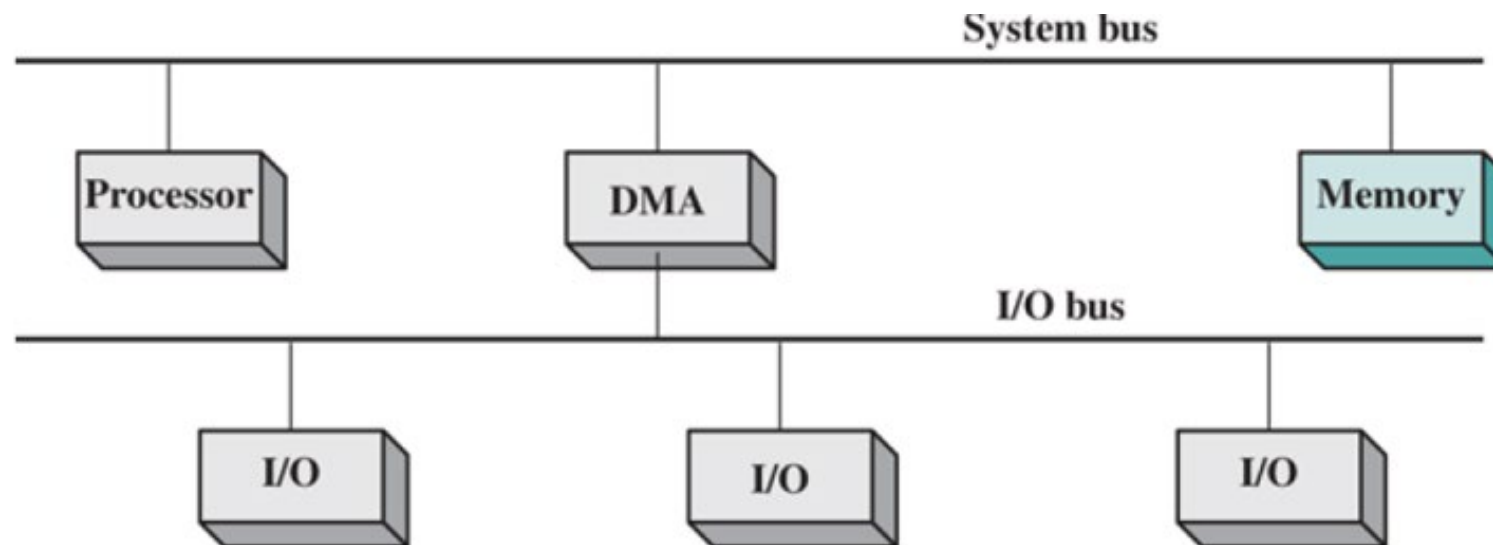 System bus
Processor
DMA
Memory
I/O bus
I/O
I/O
I/O